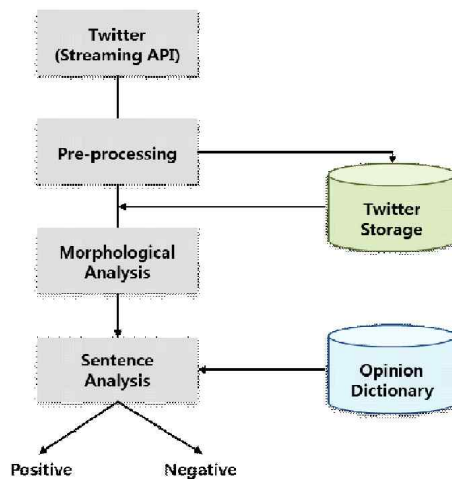 Twitter
(Streaming API)
Pre-processing
Twitter
Storage
Morphological
Analysis
Sentence
Analysis
Opinion
Dictionary
Positive
Negative